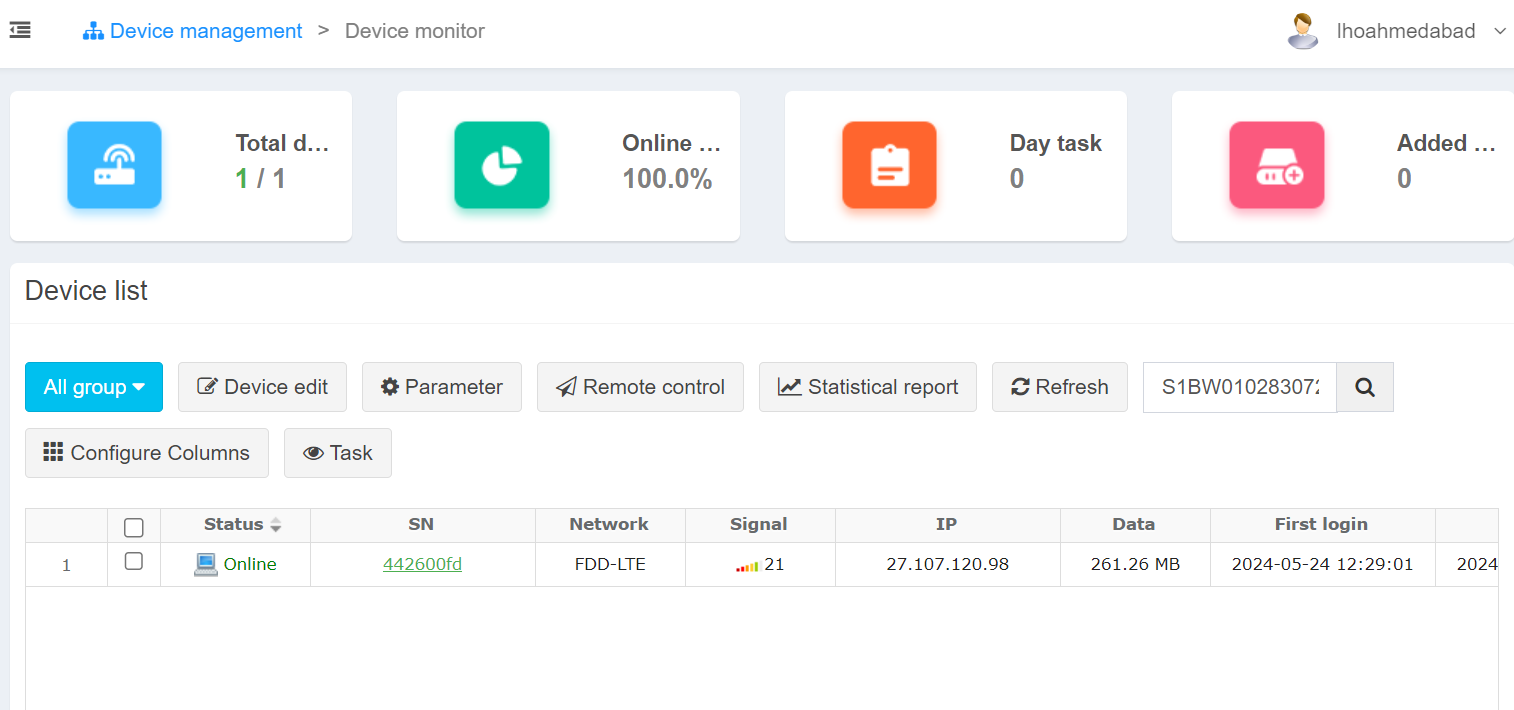 Device management > Device monitor
lhoahmedabad
Total d...
1 / 1
Online ...
100.0%
Day task
0
Added ...
0
Device list
All group
Device edit
Parameter
Remote control
Statistical report
Refresh
S1BW010283072
Configure Columns
Task
Status SN Network Signal IP Data First login
1 Online 442600fd FDD-LTE 21 27.107.120.98 261.26 MB 2024-05-24 12:29:01 2024